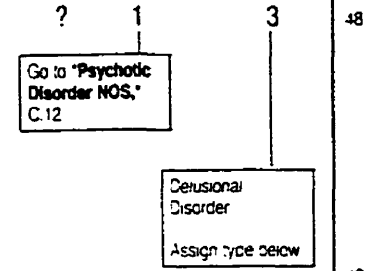 ? 1 3 48
Go to "Psychotic
Disorder NOS,"
C.12
Delusional
Disorder
Assign type below